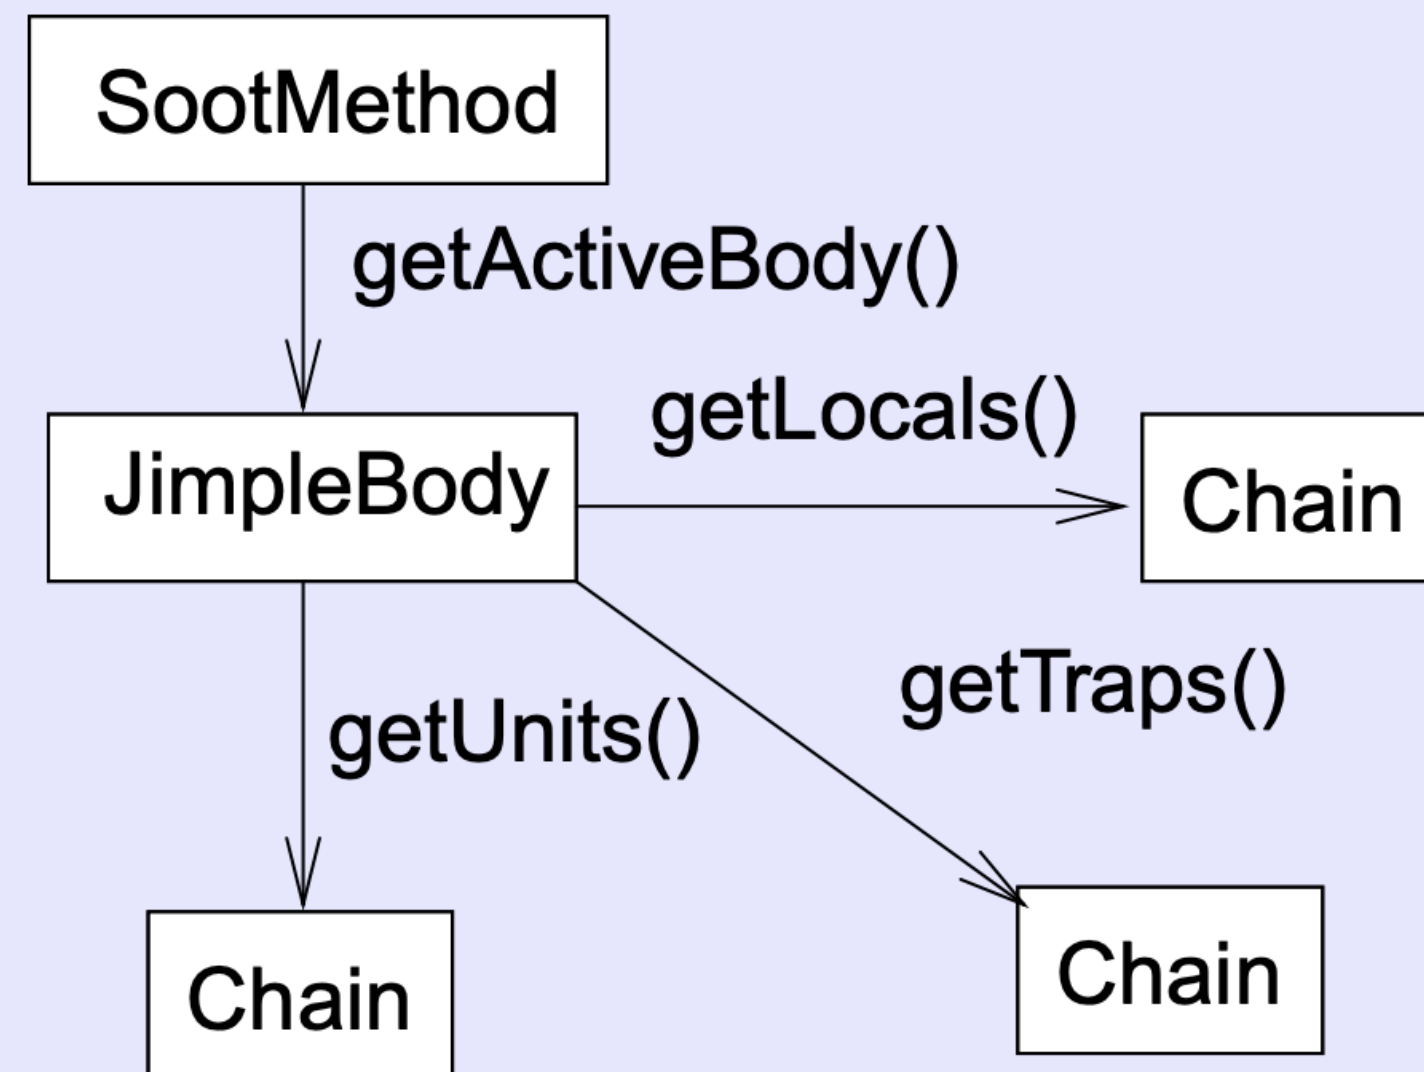 SootMethod
getActiveBody()
getLocals()
JimpleBody
Chain
getTraps()
getUnits()
Chain
Chain